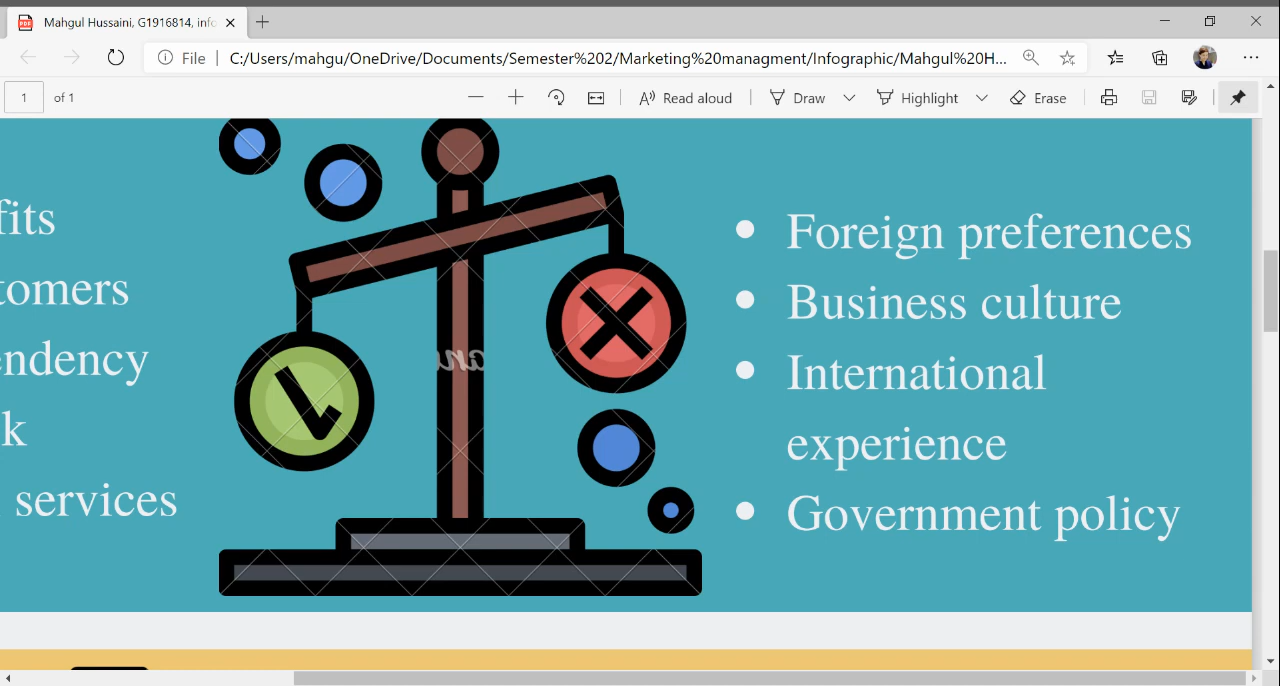 Mahgul Hussaini, G1916814, info
File
C:/Users/mahgu/OneDrive/Documents/Semester%202/Marketing%20managment/Infographic/Mahgul%20H...
1 of 1
Read aloud
Draw
Highlight
Erase
fits
tomers
endency
k
services
Foreign preferences
Business culture
International
experience
Government policy